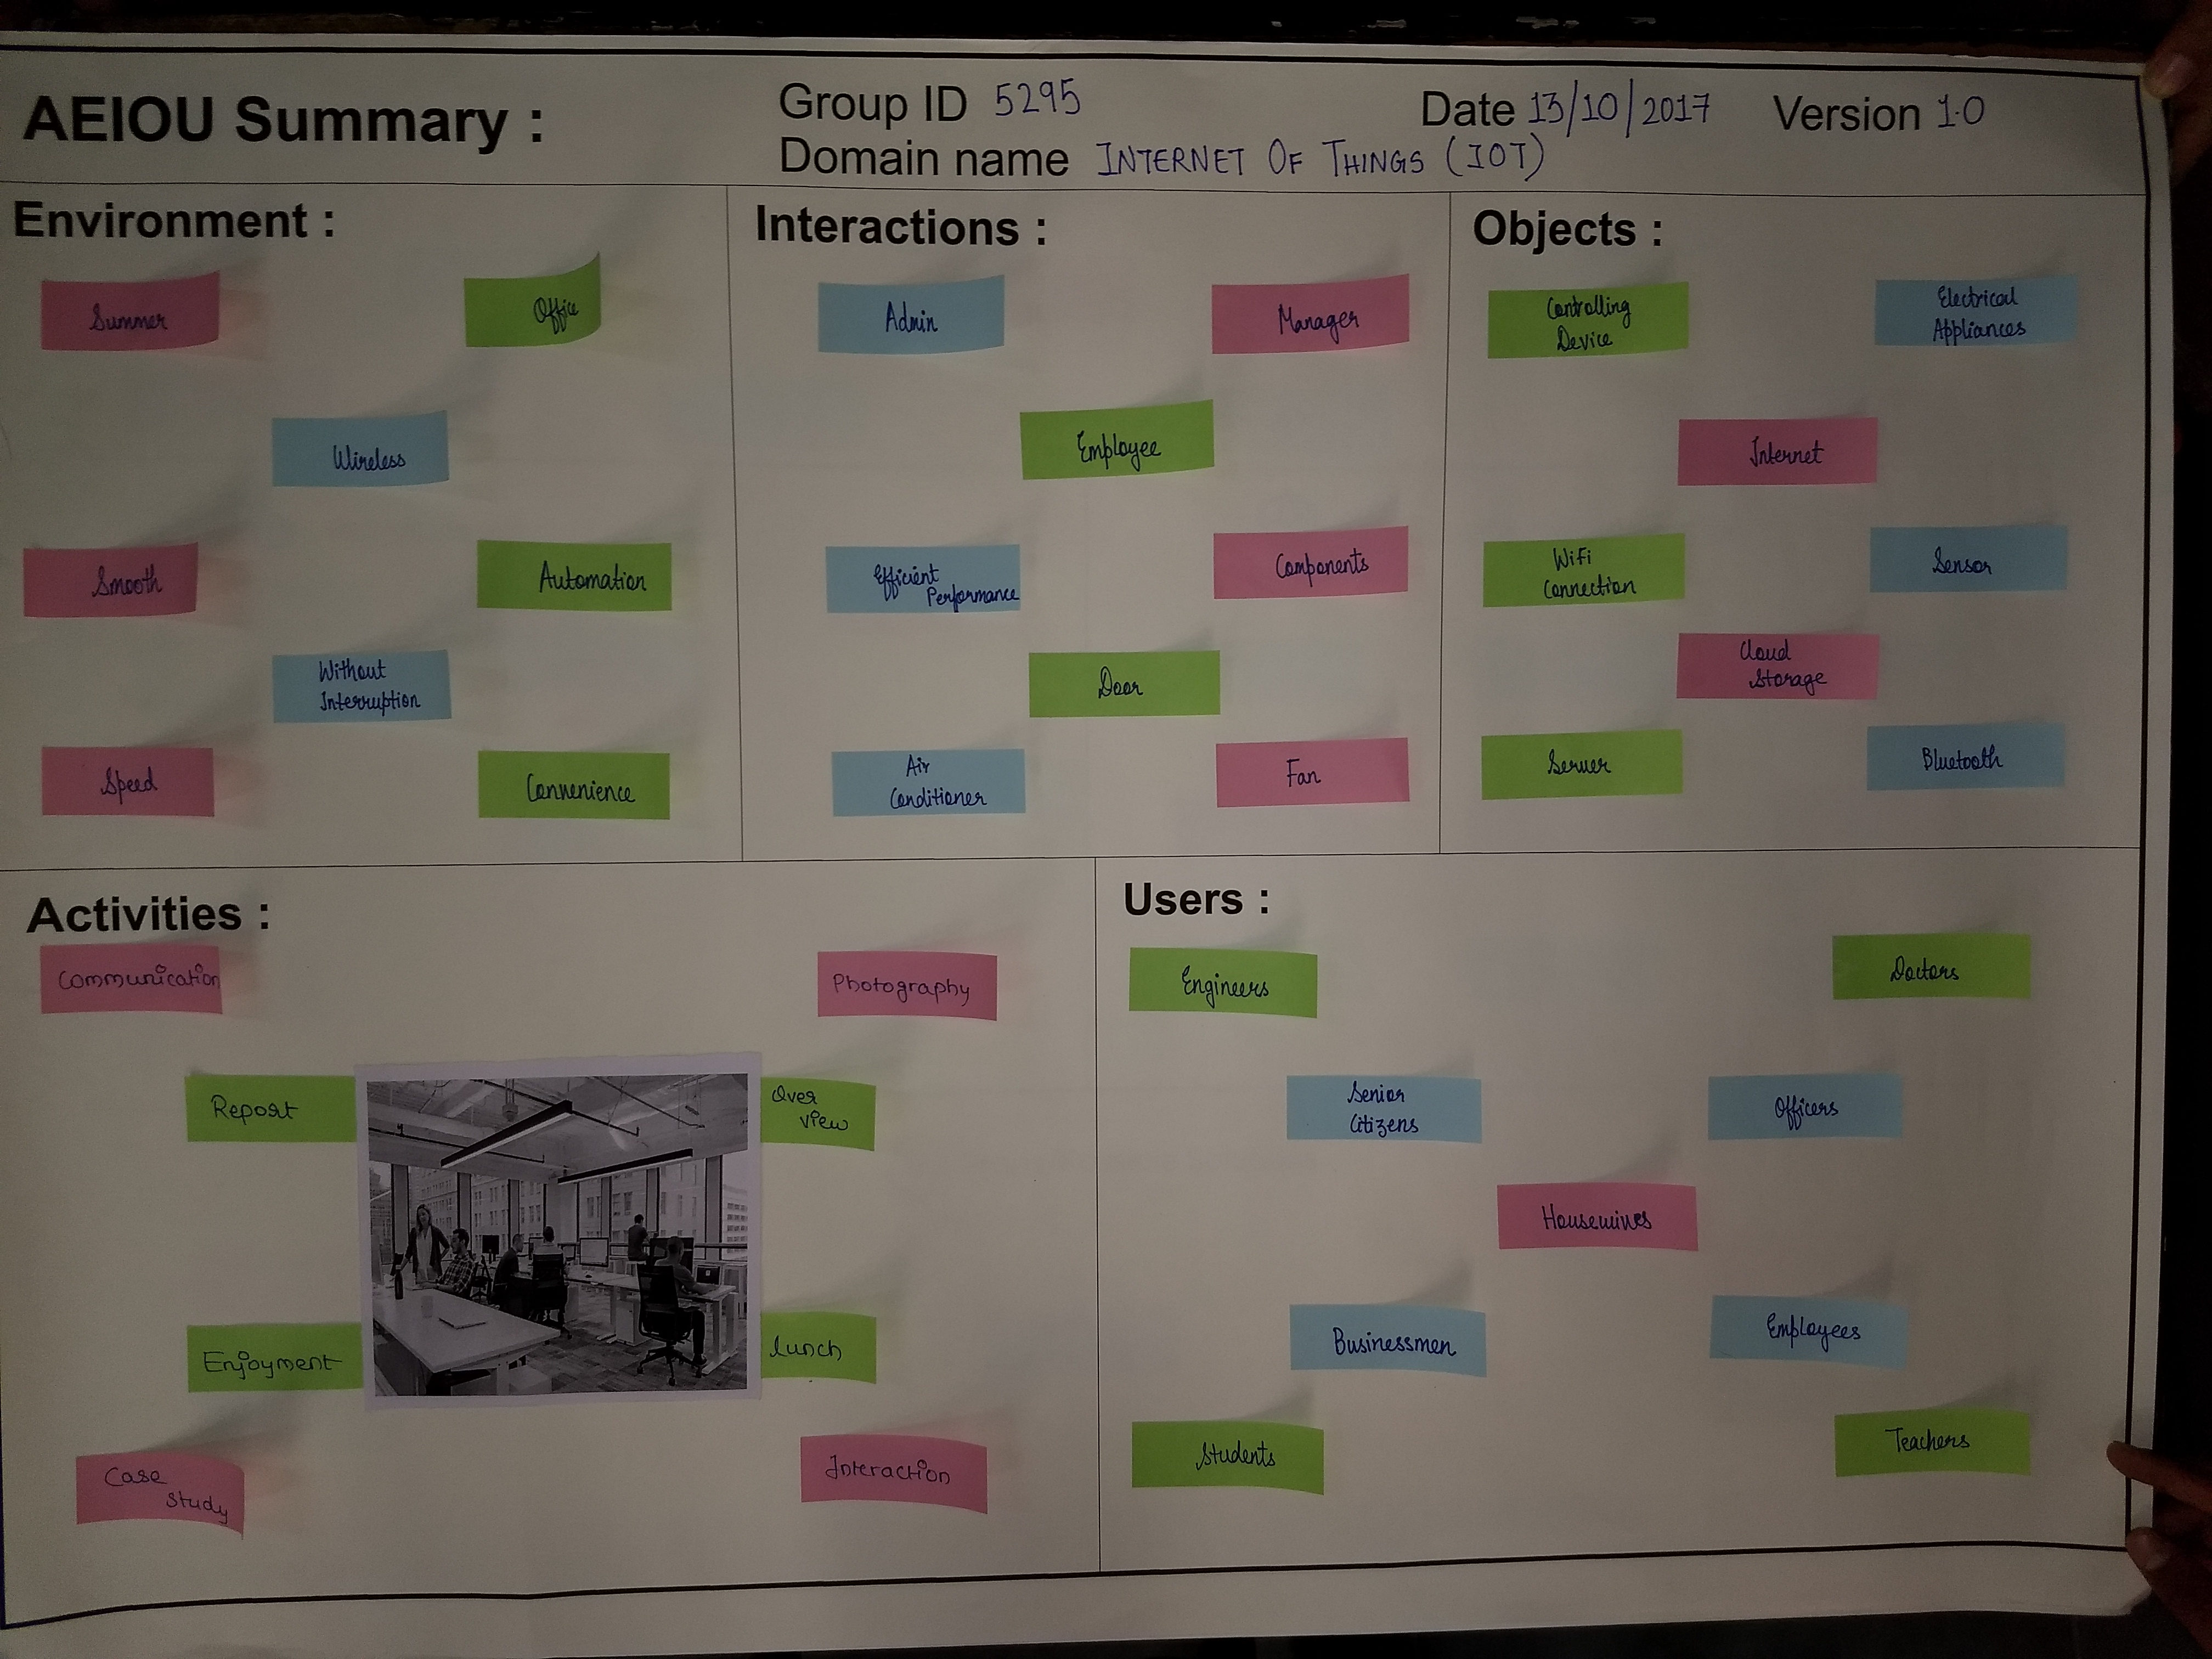 AEIOU Summary :
Group ID 5295
Date 13/10/2017
Version 1.0
Domain name INTERNET OF THINGS (IOT)
Environment :
Summer
Office
Wireless
Smooth
Automation
Without
Interruption
Speed
Convenience
Interactions :
Admin
Manager
Employee
Efficient
Performance
Components
Door
Air
Conditioner
Fan
Objects :
Controlling
Device
Electrical
Appliances
Internet
WiFi
Connection
Sensor
Cloud
Storage
Server
Bluetooth
Activities :
Communication
Photography
Report
Over
view
Enjoyment
Lunch
Case
Study
Interaction
Users :
Engineers
Doctors
Senior
Citizens
Officers
Housewives
Businessmen
Employees
Students
Teachers